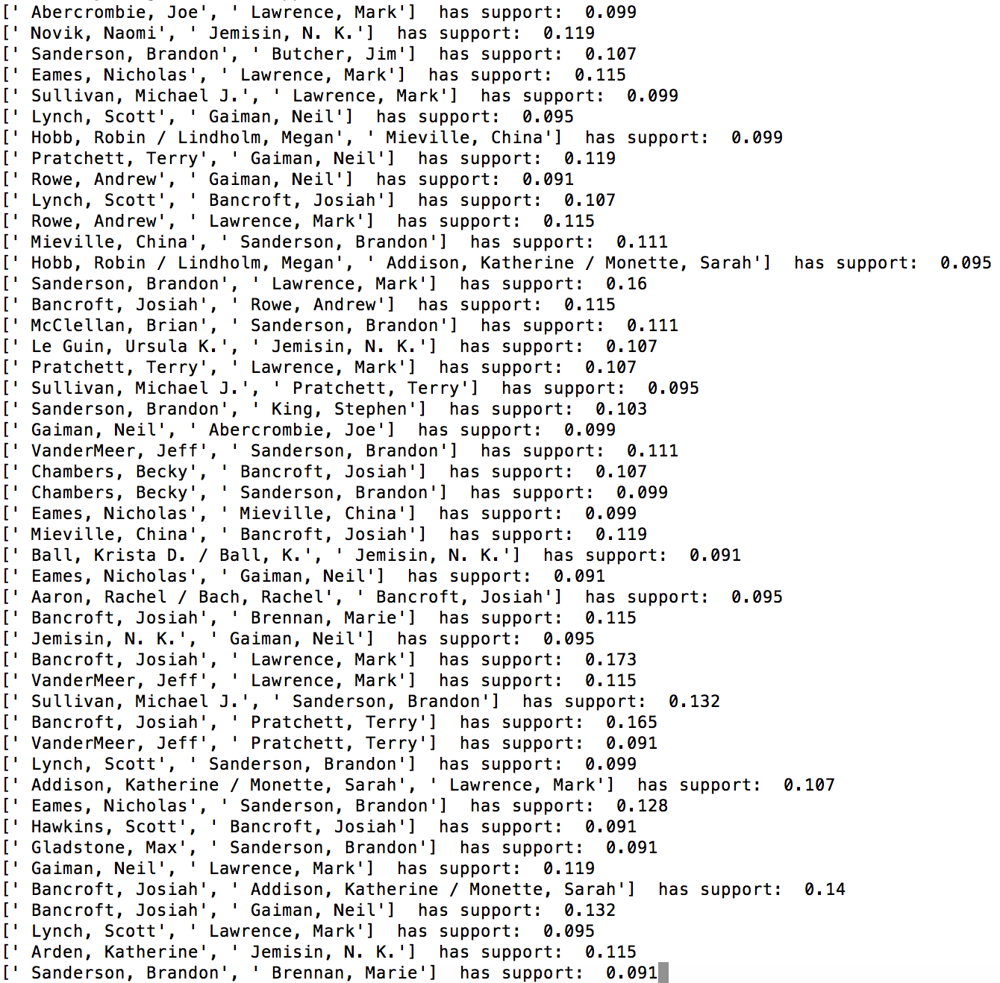 [' Abercrombie, Joe', ' Lawrence, Mark']  has support:  0.099
[' Novik, Naomi', ' Jemisin, N. K.']  has support:  0.119
[' Sanderson, Brandon', ' Butcher, Jim']  has support:  0.107
[' Eames, Nicholas', ' Lawrence, Mark']  has support:  0.115
[' Sullivan, Michael J.', ' Lawrence, Mark']  has support:  0.099
[' Lynch, Scott', ' Gaiman, Neil']  has support:  0.095
[' Hobb, Robin / Lindholm, Megan', ' Mieville, China']  has support:  0.099
[' Pratchett, Terry', ' Gaiman, Neil']  has support:  0.119
[' Rowe, Andrew', ' Gaiman, Neil']  has support:  0.091
[' Lynch, Scott', ' Bancroft, Josiah']  has support:  0.107
[' Rowe, Andrew', ' Lawrence, Mark']  has support:  0.115
[' Mieville, China', ' Sanderson, Brandon']  has support:  0.111
[' Hobb, Robin / Lindholm, Megan', ' Addison, Katherine / Monette, Sarah']  has support:  0.095
[' Sanderson, Brandon', ' Lawrence, Mark']  has support:  0.16
[' Bancroft, Josiah', ' Rowe, Andrew']  has support:  0.115
[' McClellan, Brian', ' Sanderson, Brandon']  has support:  0.111
[' Le Guin, Ursula K.', ' Jemisin, N. K.']  has support:  0.107
[' Pratchett, Terry', ' Lawrence, Mark']  has support:  0.107
[' Sullivan, Michael J.', ' Pratchett, Terry']  has support:  0.095
[' Sanderson, Brandon', ' King, Stephen']  has support:  0.103
[' Gaiman, Neil', ' Abercrombie, Joe']  has support:  0.099
[' VanderMeer, Jeff', ' Sanderson, Brandon']  has support:  0.111
[' Chambers, Becky', ' Bancroft, Josiah']  has support:  0.107
[' Chambers, Becky', ' Sanderson, Brandon']  has support:  0.099
[' Eames, Nicholas', ' Mieville, China']  has support:  0.099
[' Mieville, China', ' Bancroft, Josiah']  has support:  0.119
[' Ball, Krista D. / Ball, K.', ' Jemisin, N. K.']  has support:  0.091
[' Eames, Nicholas', ' Gaiman, Neil']  has support:  0.091
[' Aaron, Rachel / Bach, Rachel', ' Bancroft, Josiah']  has support:  0.095
[' Bancroft, Josiah', ' Brennan, Marie']  has support:  0.115
[' Jemisin, N. K.', ' Gaiman, Neil']  has support:  0.095
[' Bancroft, Josiah', ' Lawrence, Mark']  has support:  0.173
[' VanderMeer, Jeff', ' Lawrence, Mark']  has support:  0.115
[' Sullivan, Michael J.', ' Sanderson, Brandon']  has support:  0.132
[' Bancroft, Josiah', ' Pratchett, Terry']  has support:  0.165
[' VanderMeer, Jeff', ' Pratchett, Terry']  has support:  0.091
[' Lynch, Scott', ' Sanderson, Brandon']  has support:  0.099
[' Addison, Katherine / Monette, Sarah', ' Lawrence, Mark']  has support:  0.107
[' Eames, Nicholas', ' Sanderson, Brandon']  has support:  0.128
[' Hawkins, Scott', ' Bancroft, Josiah']  has support:  0.091
[' Gladstone, Max', ' Sanderson, Brandon']  has support:  0.091
[' Gaiman, Neil', ' Lawrence, Mark']  has support:  0.119
[' Bancroft, Josiah', ' Addison, Katherine / Monette, Sarah']  has support:  0.14
[' Bancroft, Josiah', ' Gaiman, Neil']  has support:  0.132
[' Lynch, Scott', ' Lawrence, Mark']  has support:  0.095
[' Arden, Katherine', ' Jemisin, N. K.']  has support:  0.115
[' Sanderson, Brandon', ' Brennan, Marie']  has support:  0.091